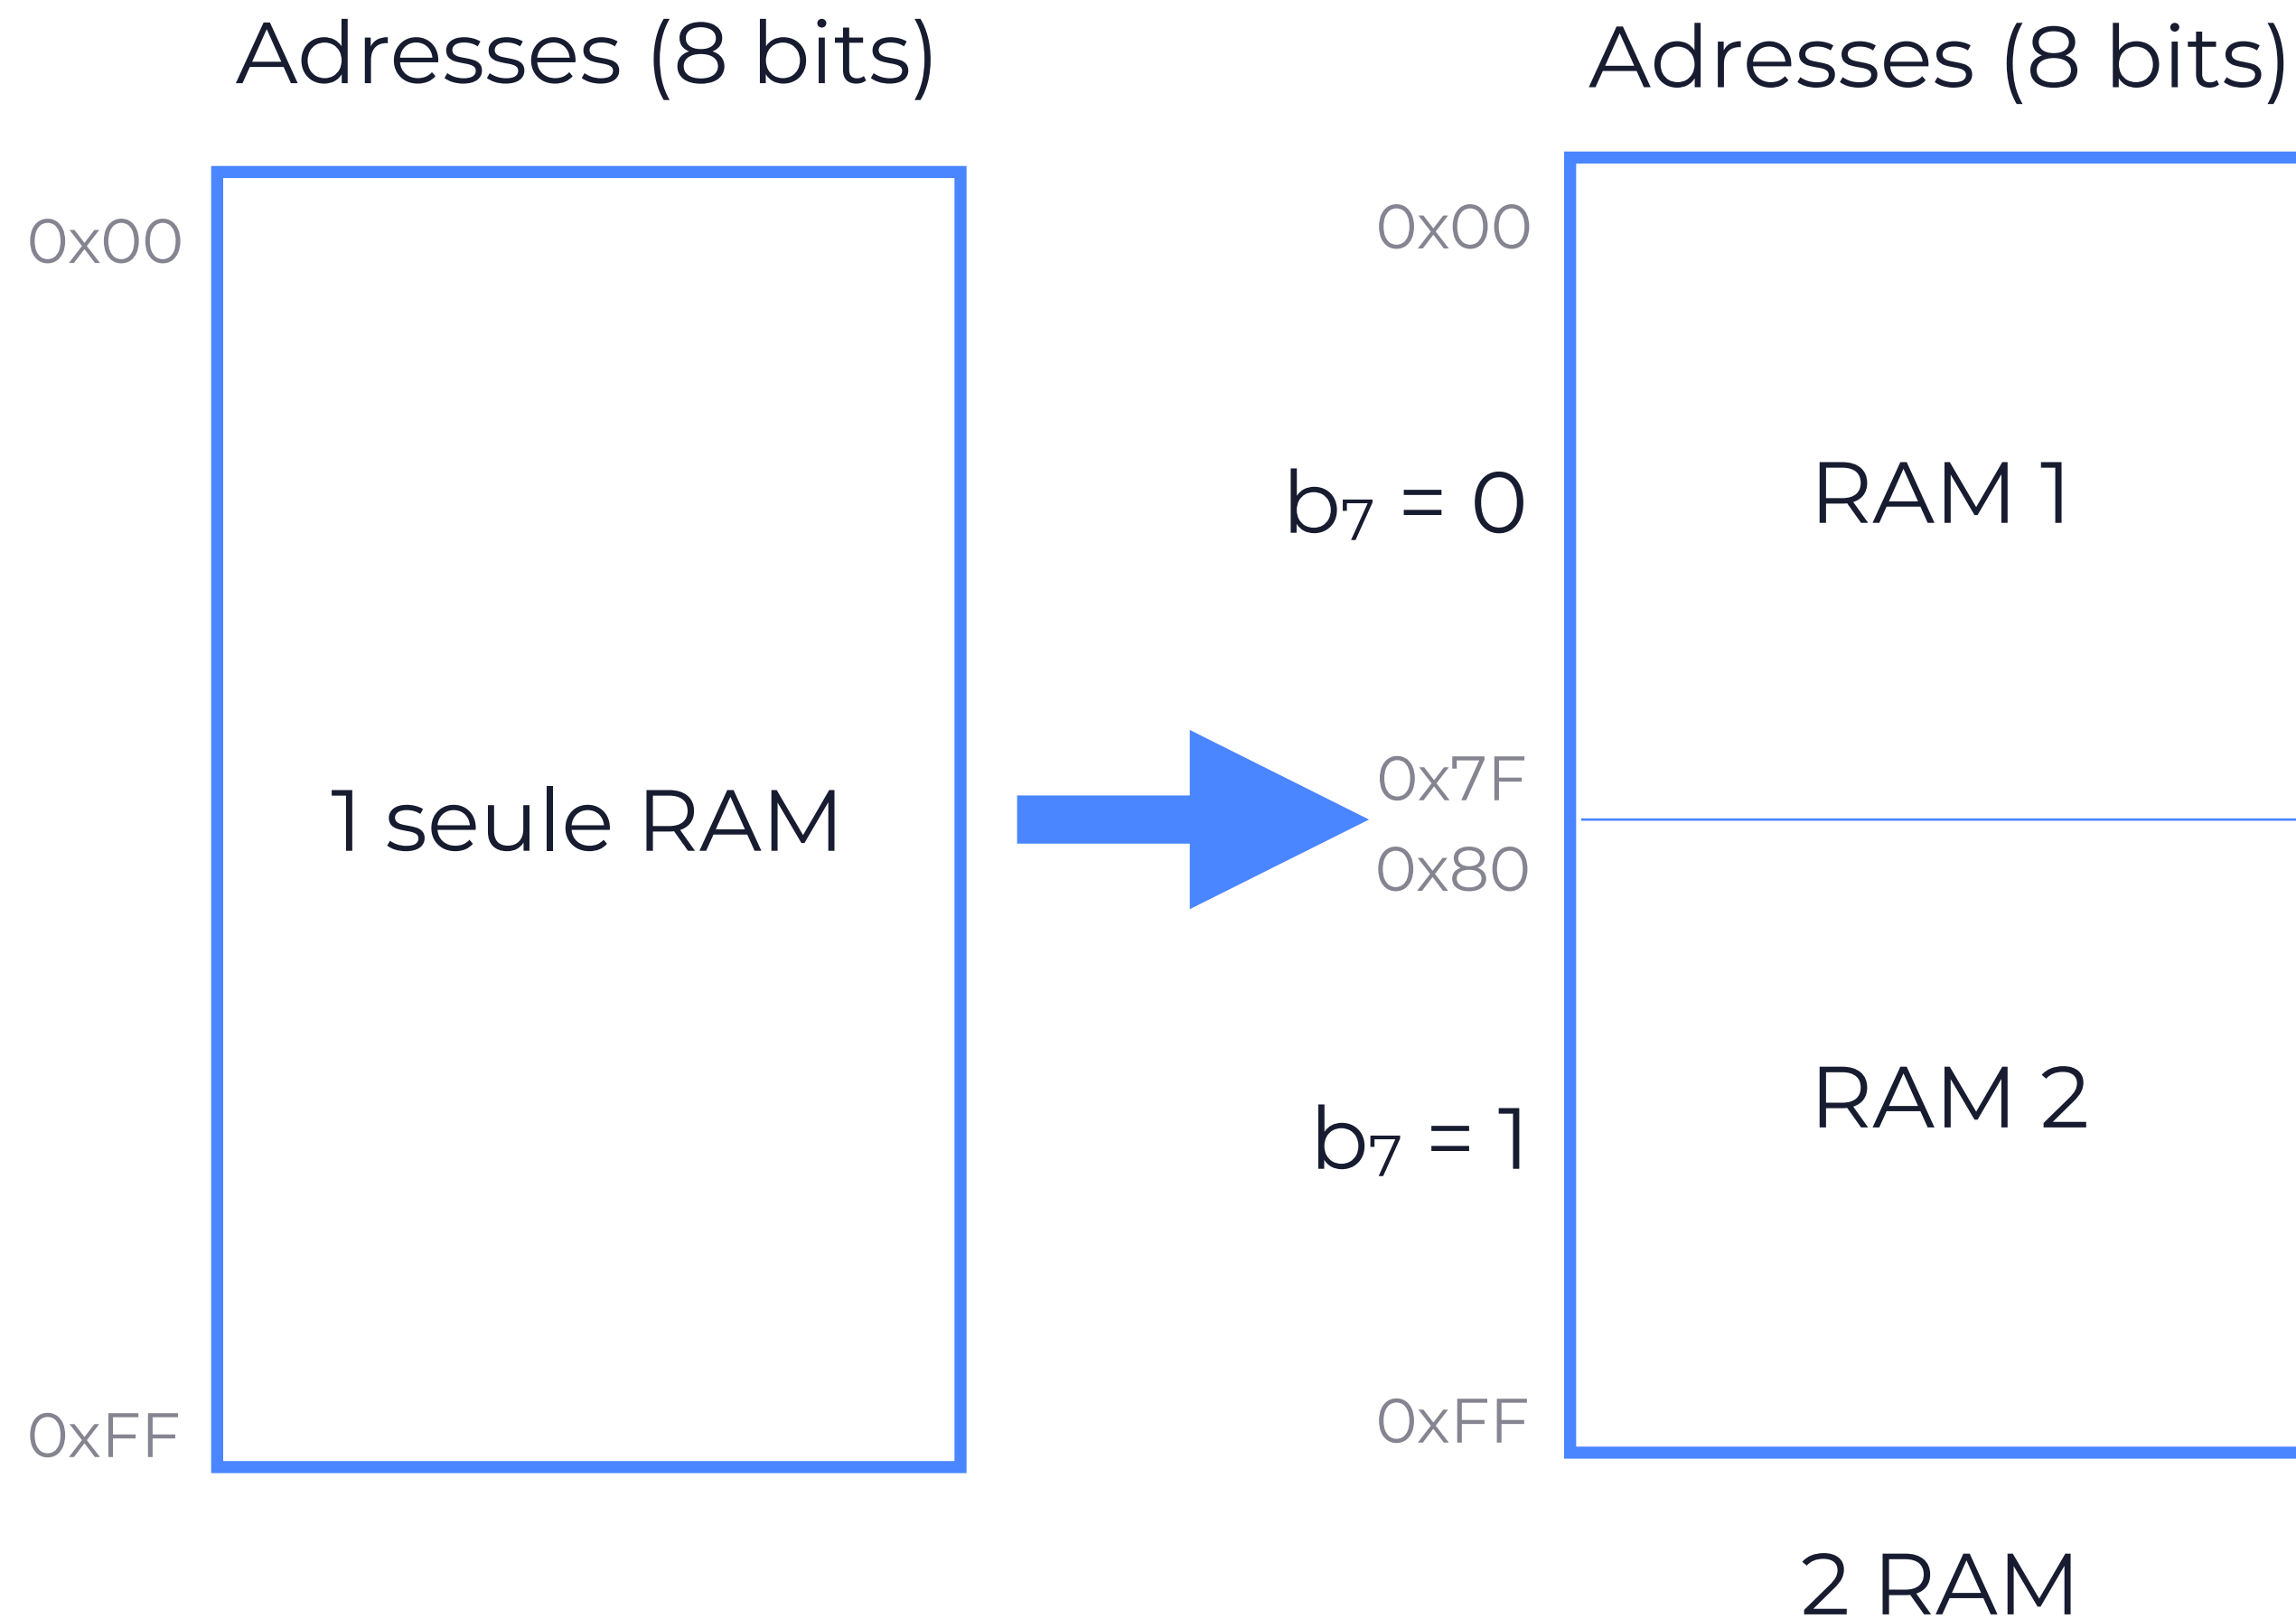 Adresses (8 bits)
0x00
1 seule RAM
0xFF
Adresses (8 bits)
0x00
b₇ = 0
RAM 1
0x7F
0x80
b₇ = 1
RAM 2
0xFF
2 RAM